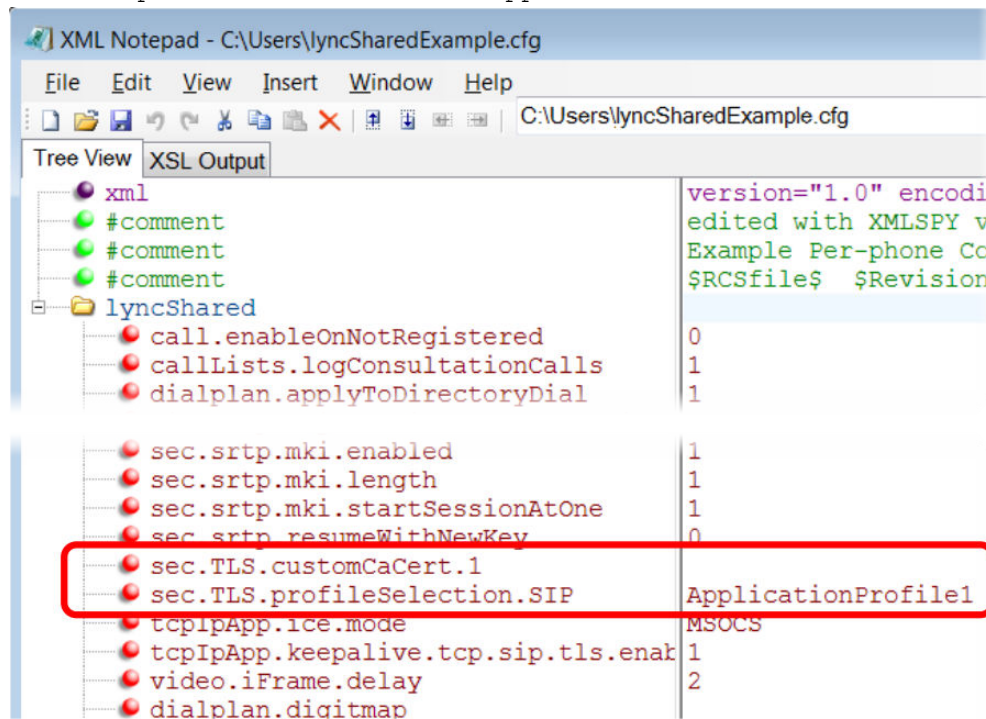 XML Notepad - C:\Users\lyncSharedExample.cfg
File Edit View Insert Window Help
C:\Users\lyncSharedExample.cfg
Tree View XSL Output
xml version="1.0" encodi
#comment edited with XMLSPY v
#comment Example Per-phone Co
#comment $RCSfile$ $Revision
lyncShared
call.enableOnNotRegistered 0
callLists.logConsultationCalls 1
dialplan.applyToDirectoryDial 1
sec.srtp.mki.enabled 1
sec.srtp.mki.length 1
sec.srtp.mki.startSessionAtOne 1
sec.srtp.resumeWithNewKey 0
sec.TLS.customCaCert.1
sec.TLS.profileSelection.SIP ApplicationProfile1
tcpIpApp.ice.mode MSOCS
tcpIpApp.keepalive.tcp.sip.tls.enab 1
video.iFrame.delay 2
dialplan.digitmap